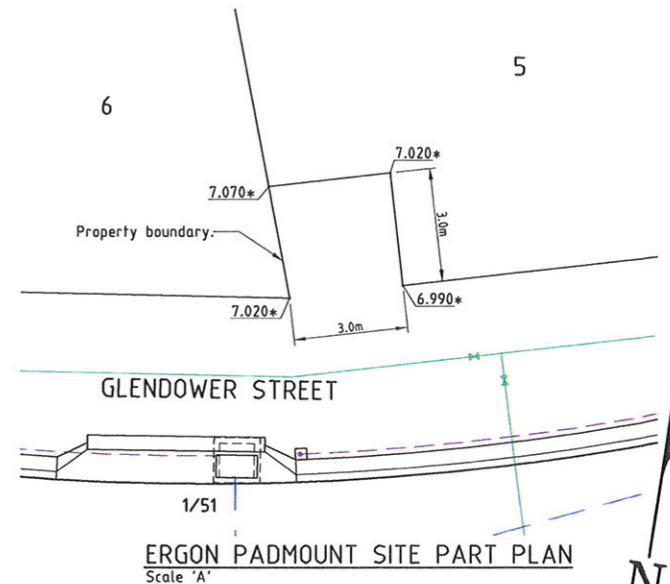 5
6
7.020*
7.070*
3.0m
Property boundary.
7.020*
6.990*
3.0m
GLENDOWER STREET
1/51
ERGON PADMOUNT SITE PART PLAN
Scale 'A'
N